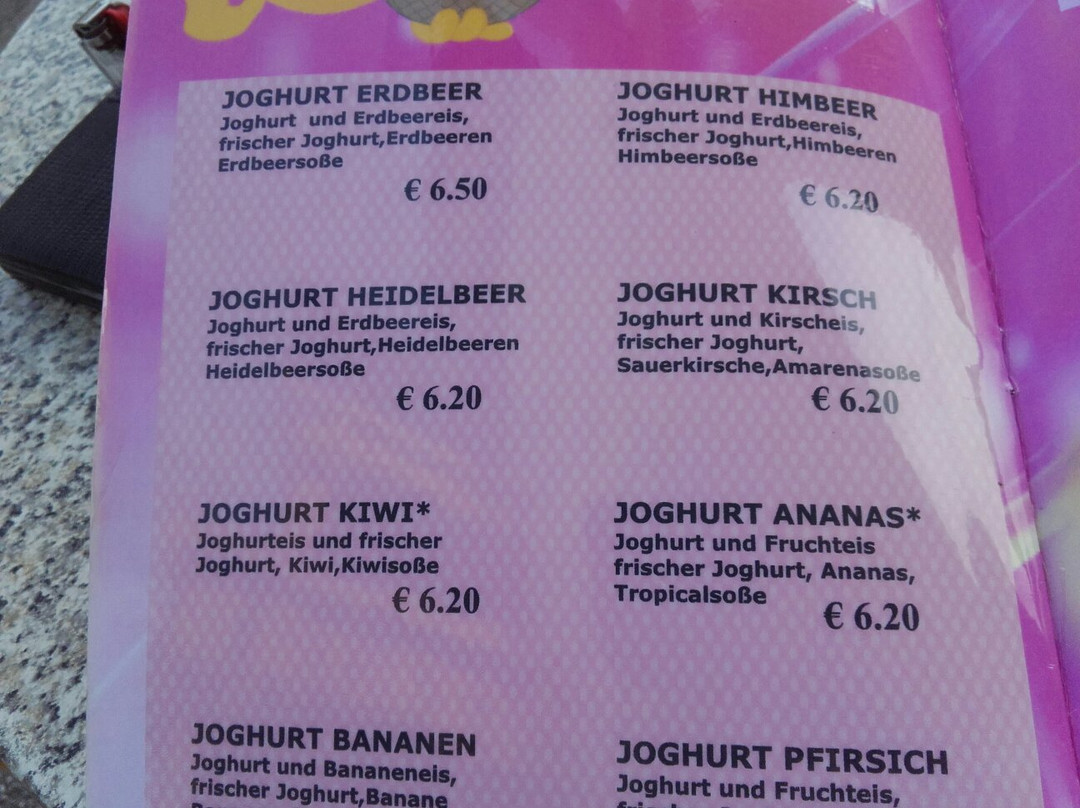 JOGHURT ERDBEER
Joghurt und Erdbeereis,
frischer Joghurt,Erdbeeren
Erdbeersoße
€ 6.50
JOGHURT HIMBEER
Joghurt und Erdbeereis,
frischer Joghurt,Himbeeren
Himbeersoße
€ 6.20
JOGHURT HEIDELBEER
Joghurt und Erdbeereis,
frischer Joghurt,Heidelbeeren
Heidelbeersoße
€ 6.20
JOGHURT KIRSCH
Joghurt und Kirscheis,
frischer Joghurt,
Sauerkirsche,Amarenasoße
€ 6.20
JOGHURT KIWI*
Joghurteis und frischer
Joghurt, Kiwi,Kiwisoße
€ 6.20
JOGHURT ANANAS*
Joghurt und Fruchteis
frischer Joghurt, Ananas,
Tropicalsoße
€ 6.20
JOGHURT BANANEN
Joghurt und Bananeneis,
frischer Joghurt,Banane
JOGHURT PFIRSICH
Joghurt und Fruchteis,